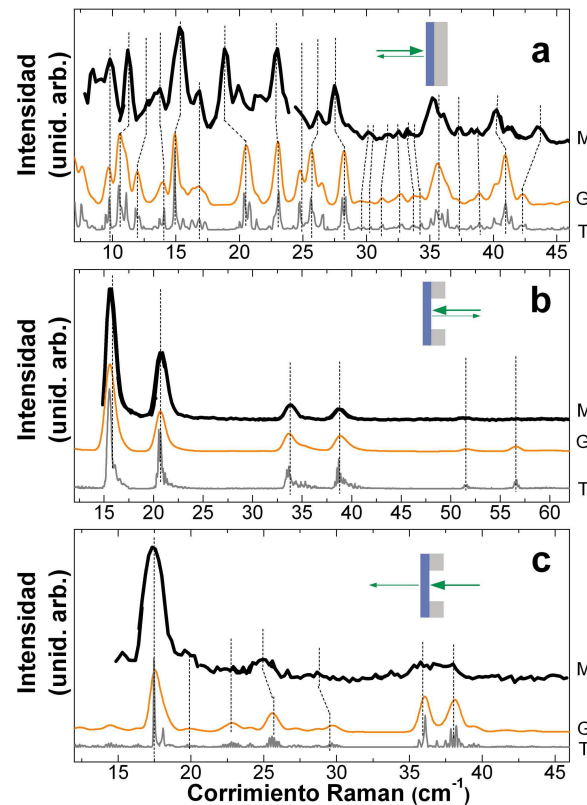 Intensidad
(unid. arb.)
a
M
G
T
10 15 20 25 30 35 40 45
Intensidad
(unid. arb.)
b
M
G
T
15 20 25 30 35 40 45 50 55 60
Intensidad
(unid. arb.)
c
M
G
T
15 20 25 30 35 40 45
Corrimiento Raman (cm⁻¹)